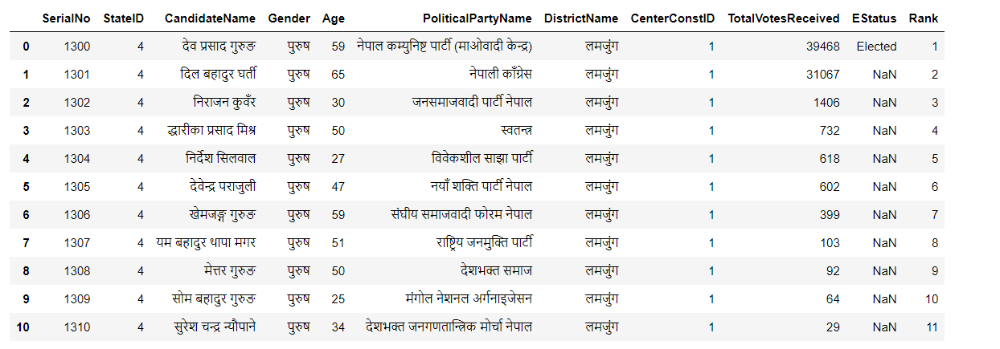 SerialNo StateID CandidateName Gender Age PoliticalPartyName DistrictName CenterConstID TotalVotesReceived EStatus Rank
0 1300 4 देव प्रसाद गुरुङ पुरुष 59 नेपाल कम्युनिष्ट पार्टी (माओवादी केन्द्र) लमजुंग 1 39468 Elected 1
1 1301 4 दिल बहादुर घर्ती पुरुष 65 नेपाली काँग्रेस लमजुंग 1 31067 NaN 2
2 1302 4 निराजन कुवँर पुरुष 30 जनसमाजवादी पार्टी नेपाल लमजुंग 1 1406 NaN 3
3 1303 4 द्धारीका प्रसाद मिश्र पुरुष 50 स्वतन्त्र लमजुंग 1 732 NaN 4
4 1304 4 निर्देश सिलवाल पुरुष 27 विवेकशील साझा पार्टी लमजुंग 1 618 NaN 5
5 1305 4 देवेन्द्र पराजुली पुरुष 47 नयाँ शक्ति पार्टी नेपाल लमजुंग 1 602 NaN 6
6 1306 4 खेमजङ्ग गुरुङ पुरुष 59 संघीय समाजवादी फोरम नेपाल लमजुंग 1 399 NaN 7
7 1307 4 यम बहादुर थापा मगर पुरुष 51 राष्ट्रिय जनमुक्ति पार्टी लमजुंग 1 103 NaN 8
8 1308 4 मेत्तर गुरुङ पुरुष 50 देशभक्त समाज लमजुंग 1 92 NaN 9
9 1309 4 सोम बहादुर गुरुङ पुरुष 25 मंगोल नेशनल अर्गनाइजेसन लमजुंग 1 64 NaN 10
10 1310 4 सुरेश चन्द्र न्यौपाने पुरुष 34 देशभक्त जनगणतान्त्रिक मोर्चा नेपाल लमजुंग 1 29 NaN 11